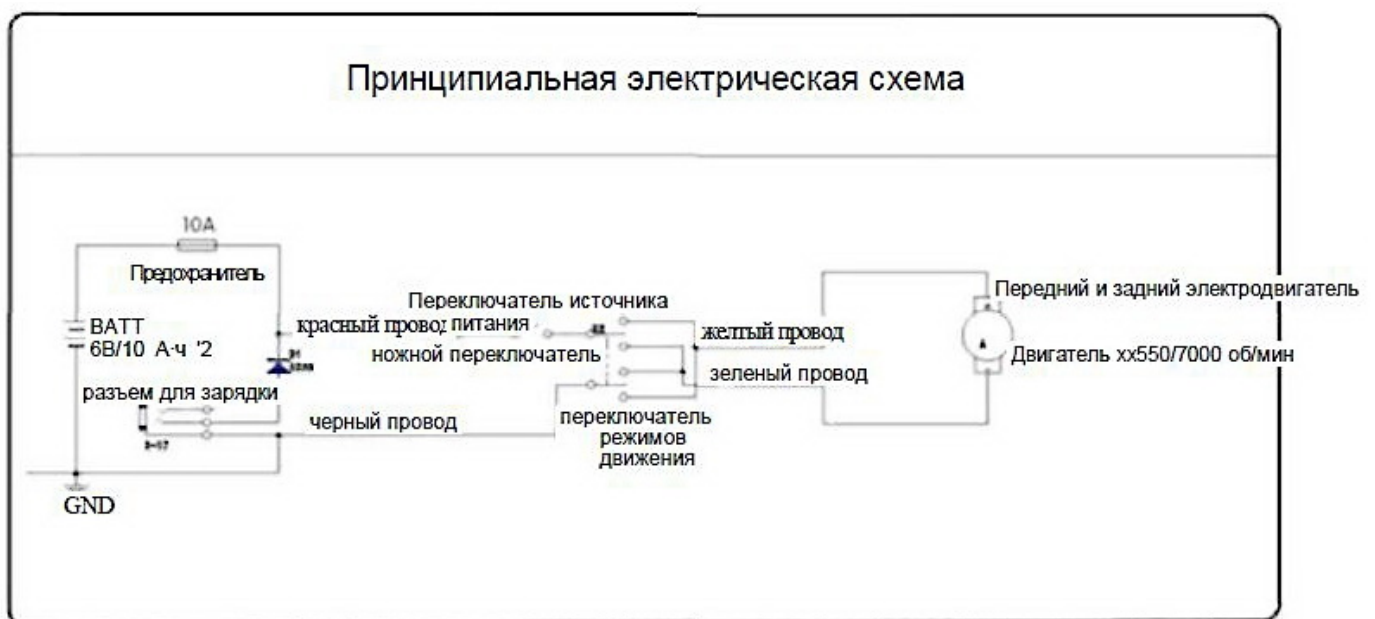 Принципиальная электрическая схема
10A
Предохранитель
BATT
6В/10 А·ч '2
разъем для зарядки
красный провод
Переключатель источника
питания
ножной переключатель
черный провод
переключатель
режимов
движения
желтый провод
зеленый провод
Передний и задний электродвигатель
A
Двигатель xx550/7000 об/мин
GND